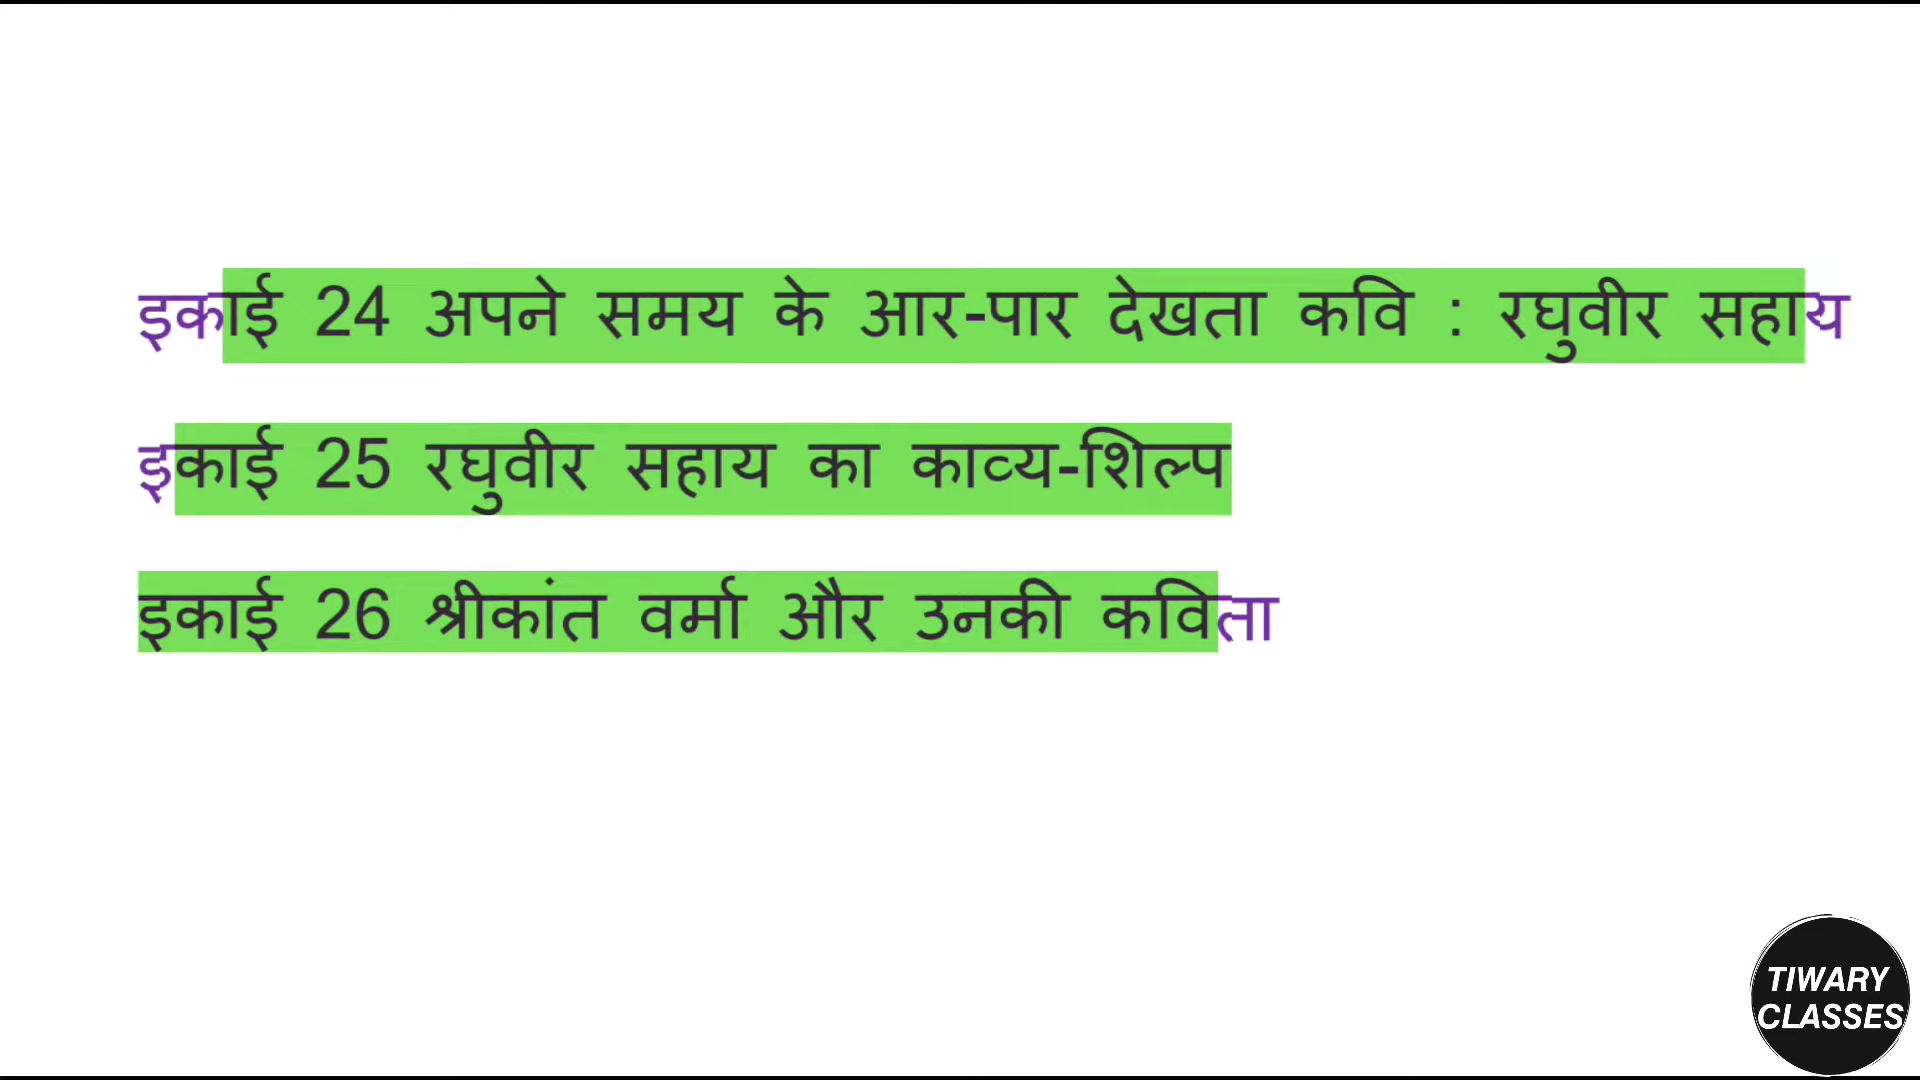 इकाई 24 अपने समय के आर-पार देखता कवि : रघुवीर सहाय
इकाई 25 रघुवीर सहाय का काव्य-शिल्प
इकाई 26 श्रीकांत वर्मा और उनकी कविता
TIWARY
CLASSES